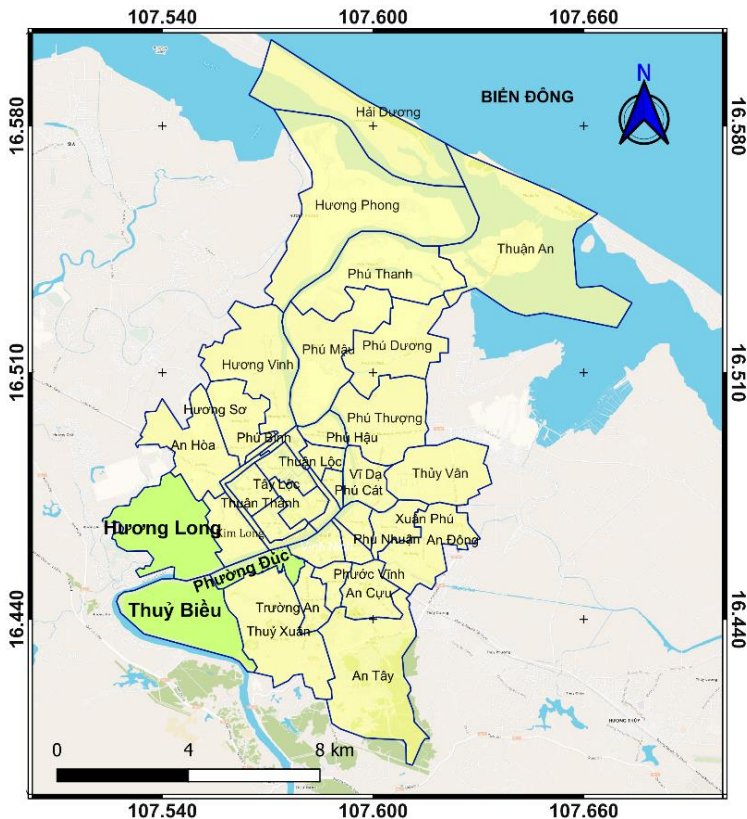 107.540 107.600 107.660
BIỂN ĐÔNG
N
16.580
16.580
Hải Dương
Hương Phong
Thuận An
Phú Thanh
Phú Mậu
Phú Dương
Hương Vinh
16.510
16.510
Hương Sơ
Phú Thượng
An Hòa
Phú Bình
Phú Hậu
Thuận Lộc
Tây Lộc
Vĩ Dạ
Thủy Vân
Phú Cát
Thuận Thành
Xuân Phú
Hương Long
Kim Long
Phú Nhuận
An Đông
Phường Đúc
Phước Vĩnh
An Cựu
Thuỷ Biều
Trường An
16.440
16.440
Thuỷ Xuân
An Tây
HƯƠNG THỦY
0 4 8 km
107.540 107.600 107.660